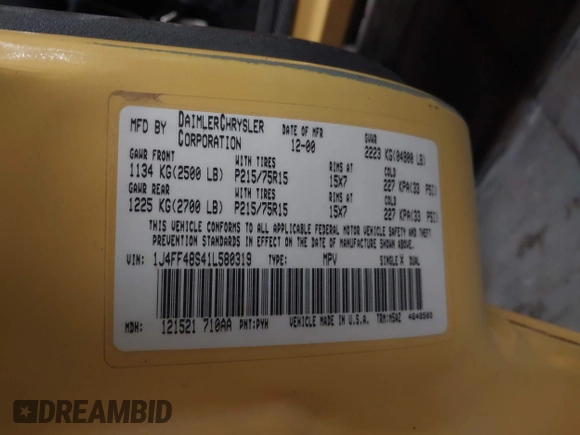 MFD BY DAIMLERCHRYSLER CORPORATION DATE OF MFR 12-00 GVWR 2223 KG(04900 LB)
GAWR FRONT WITH TIRES RIMS AT COLD
1134 KG(2500 LB) P215/75R15 15X7 227 KPA(33 PSI)
GAWR REAR WITH TIRES RIMS AT COLD
1225 KG(2700 LB) P215/75R15 15X7 227 KPA(33 PSI)
THIS VEHICLE CONFORMS TO ALL APPLICABLE FEDERAL MOTOR VEHICLE SAFETY AND THEFT
PREVENTION STANDARDS IN EFFECT ON THE DATE OF MANUFACTURE SHOWN ABOVE.
VIN: 1J4FF48S41L580319 TYPE: MPV SINGLE X DUAL
MDH: 121521 710AA PNT:PYH VEHICLE MADE IN U.S.A. TRM:M5AZ
DREAMBID